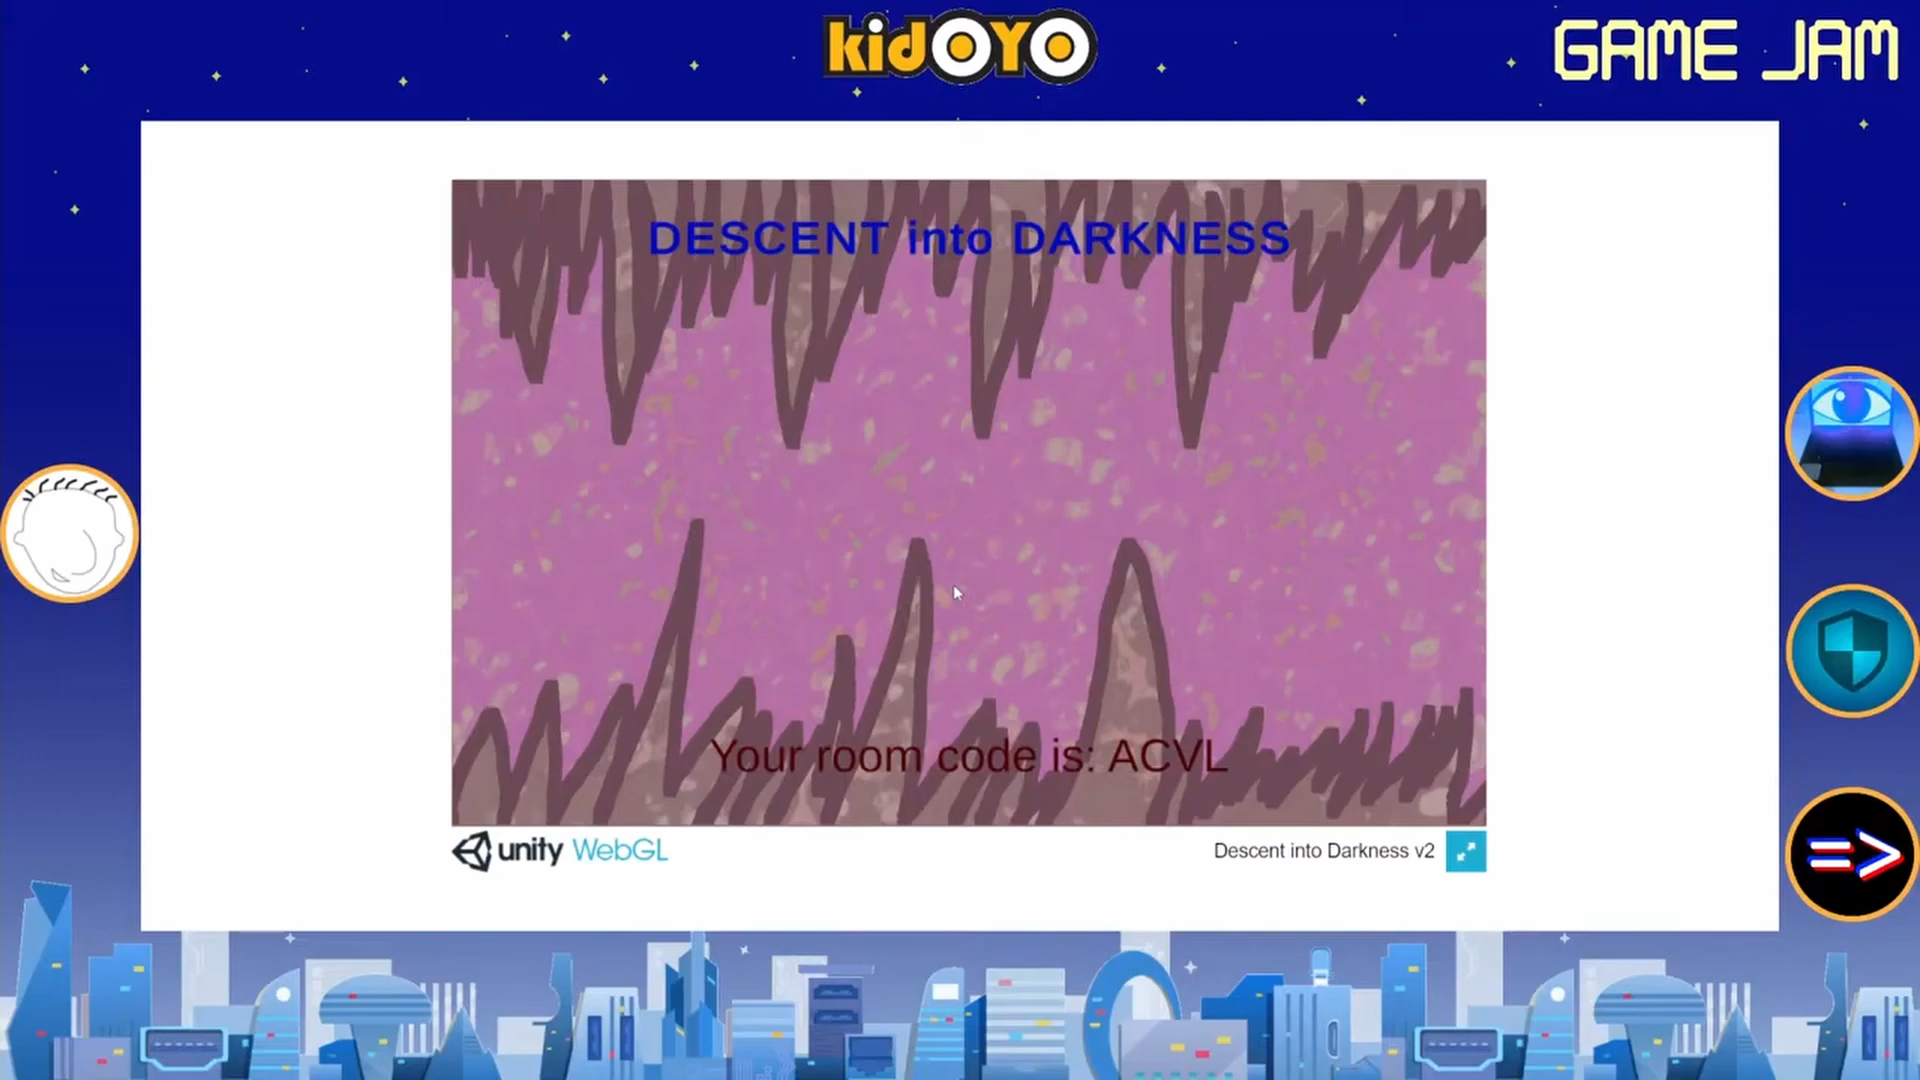 kidOYO
GAME JAM
DESCENT into DARKNESS
Your room code is: ACVL
unity WebGL
Descent into Darkness v2